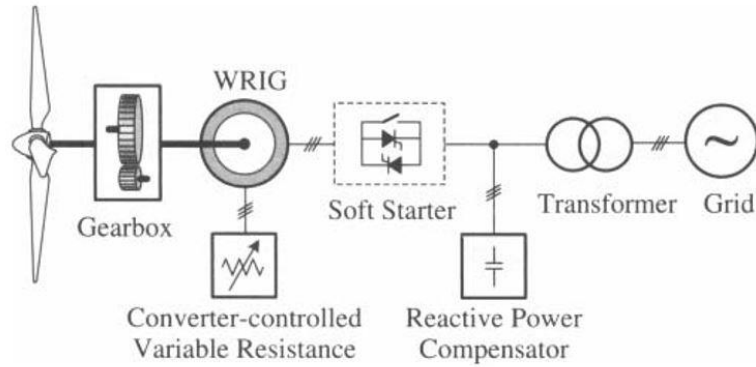 WRIG
Gearbox
Soft Starter
Transformer
Grid
Converter-controlled
Variable Resistance
Reactive Power
Compensator